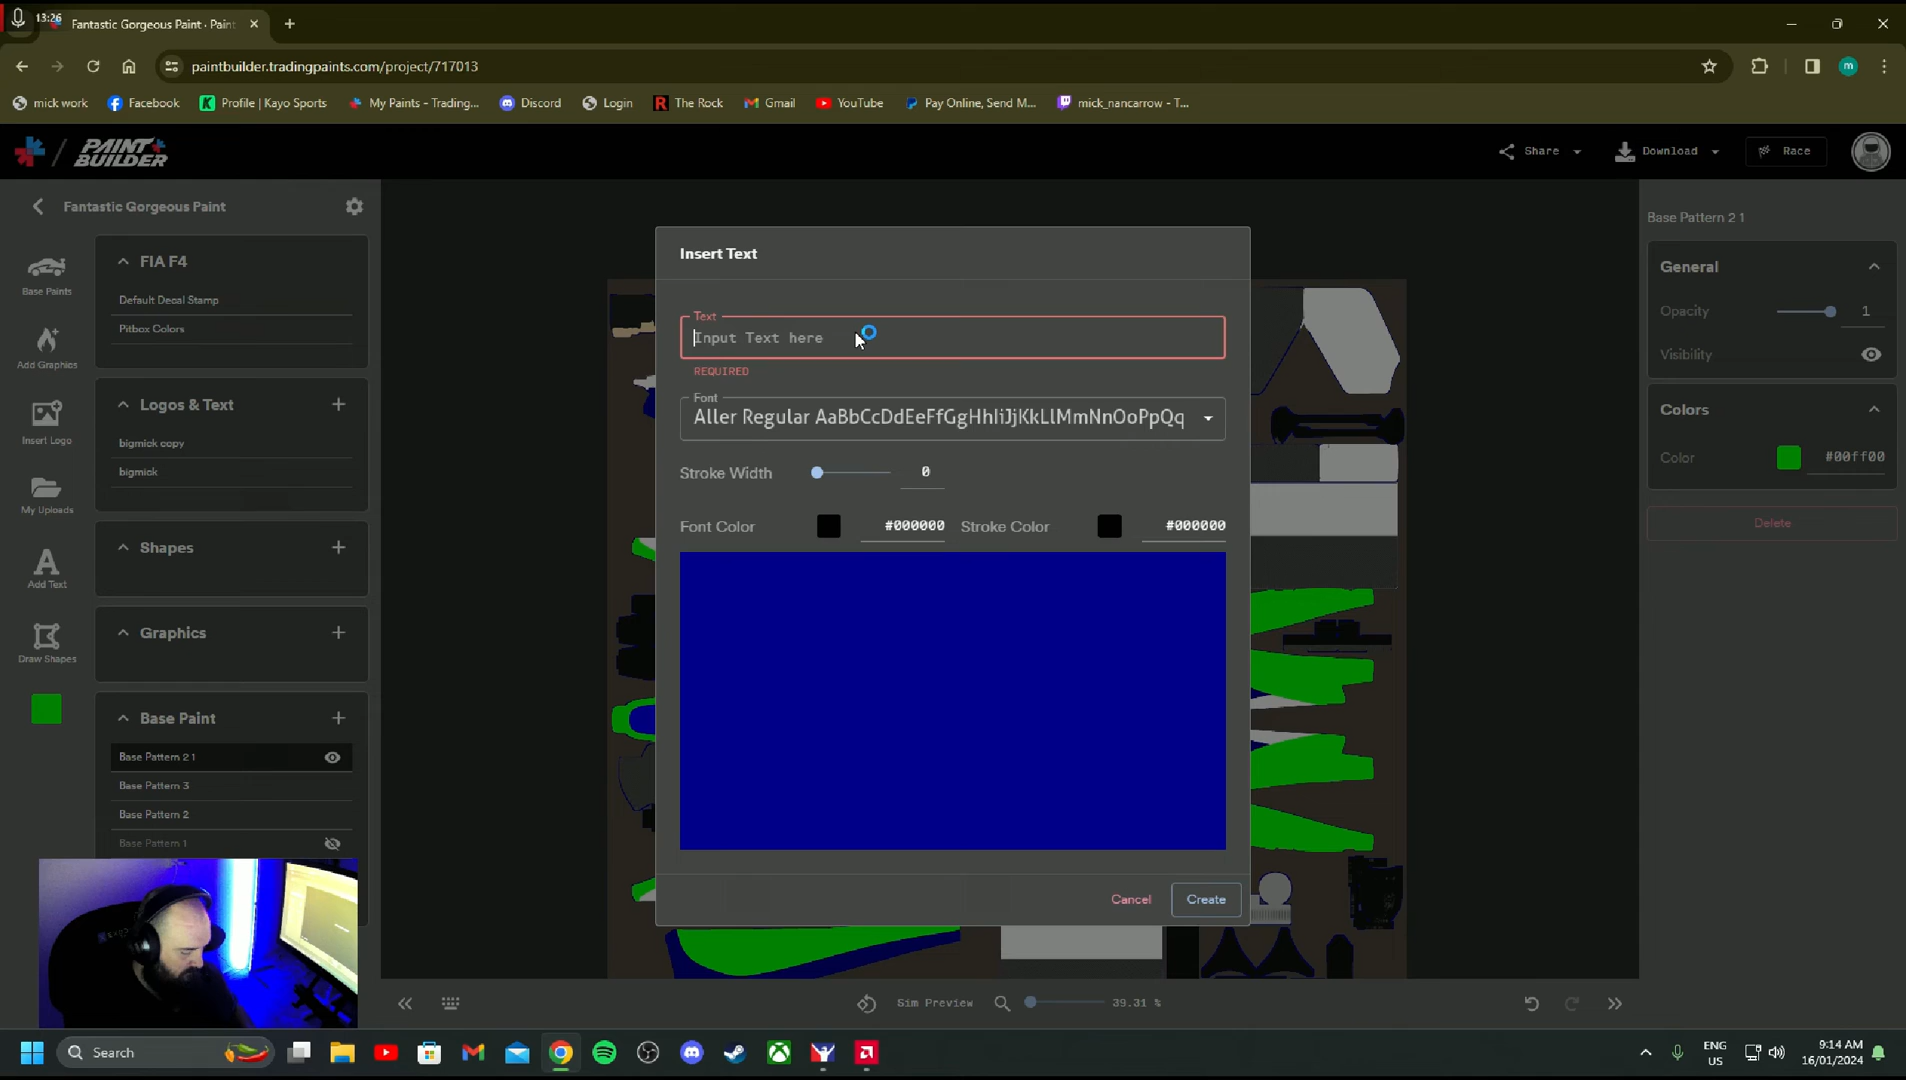 13:26
Fantastic Gorgeous Paint · Paint
paintbuilder.tradingpaints.com/project/717013
m
mick work
Facebook
Profile | Kayo Sports
My Paints - Trading...
Discord
Login
The Rock
Gmail
YouTube
Pay Online, Send M...
mick_nancarrow - T...
PAINT
BUILDER
Share
Download
Race
Fantastic Gorgeous Paint
Base Paints
Add Graphics
Insert Logo
My Uploads
Add Text
Draw Shapes
FIA F4
Default Decal Stamp
Pitbox Colors
Logos & Text
bigmick copy
bigmick
Shapes
Graphics
Base Paint
Base Pattern 2 1
Base Pattern 3
Base Pattern 2
Base Pattern 1
Insert Text
Text
Input Text here
REQUIRED
Font
Aller Regular AaBbCcDdEeFfGgHhIiJjKkLlMmNnOoPpQq
Stroke Width
0
Font Color
#000000
Stroke Color
#000000
Cancel
Create
Base Pattern 2 1
General
Opacity
1
Visibility
Colors
Color
#00ff00
Delete
Sim Preview
39.31 %
Search
ENG
US
9:14 AM
16/01/2024